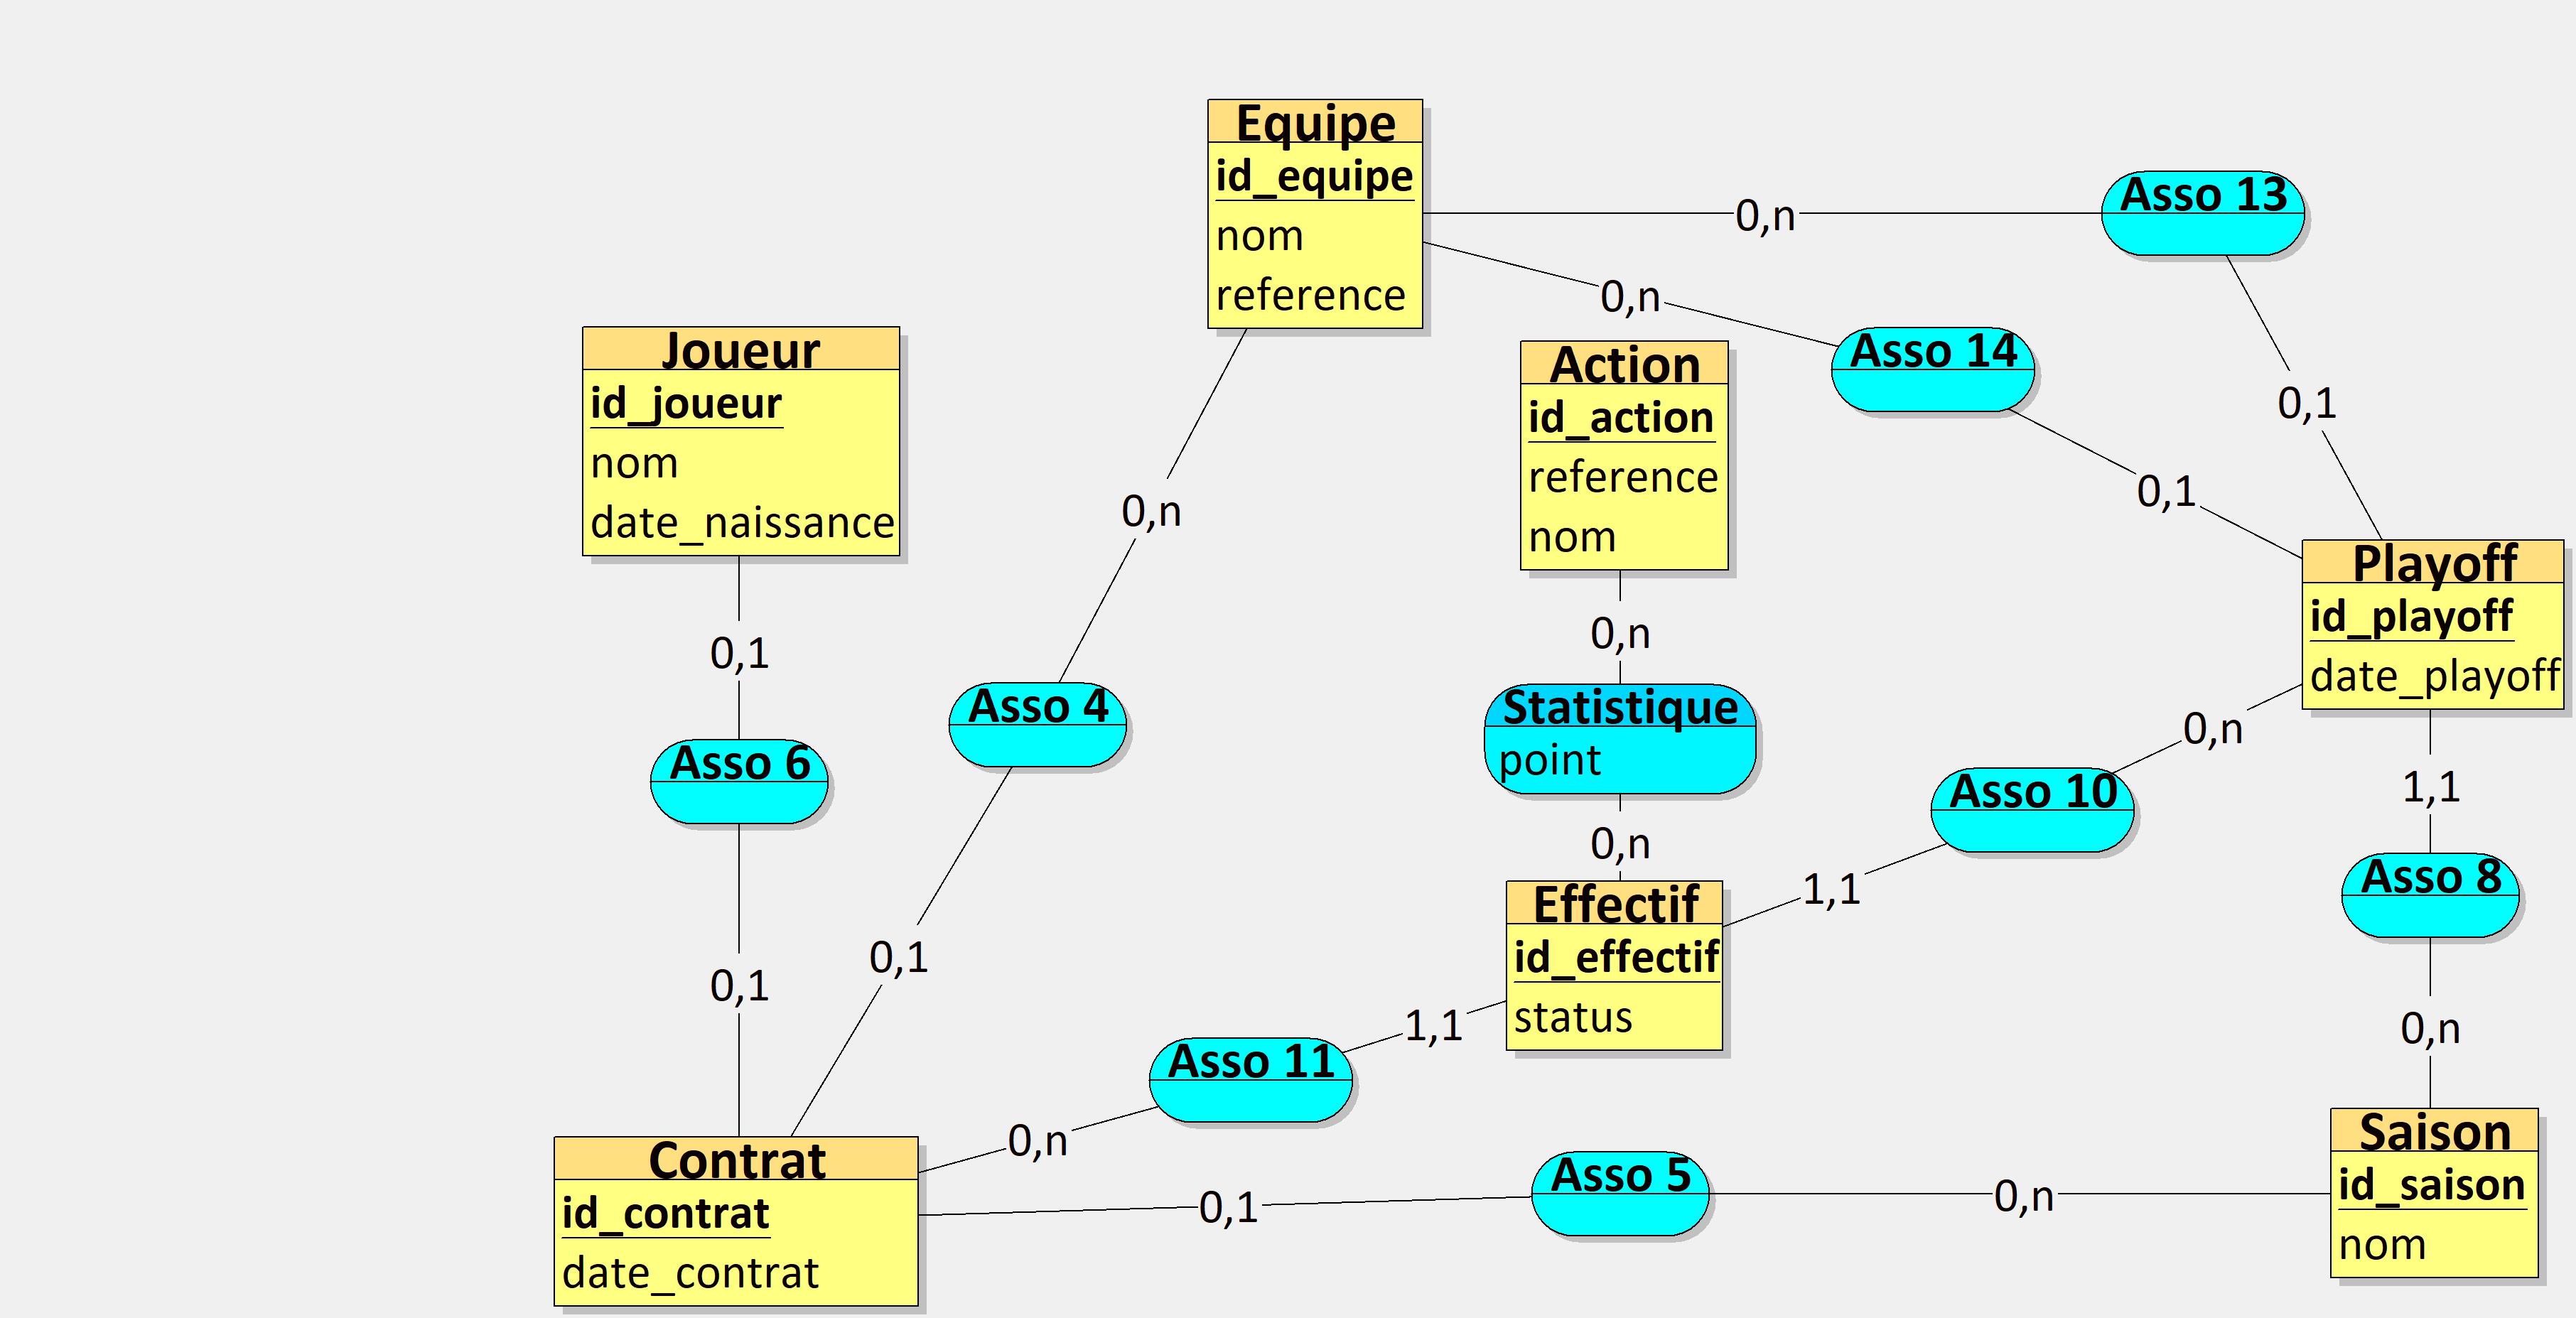 Equipe
id_equipe
nom
reference
0,n
Asso 13
0,n
Asso 14
0,1
0,1
Joueur
id_joueur
nom
date_naissance
Action
id_action
reference
nom
0,n
0,n
Playoff
id_playoff
date_playoff
0,1
Asso 6
Asso 4
Statistique
point
0,n
0,n
Asso 10
1,1
1,1
Asso 8
Effectif
id_effectif
status
0,1
0,1
1,1
Asso 11
0,n
0,n
Contrat
id_contrat
date_contrat
0,1
Asso 5
0,n
Saison
id_saison
nom